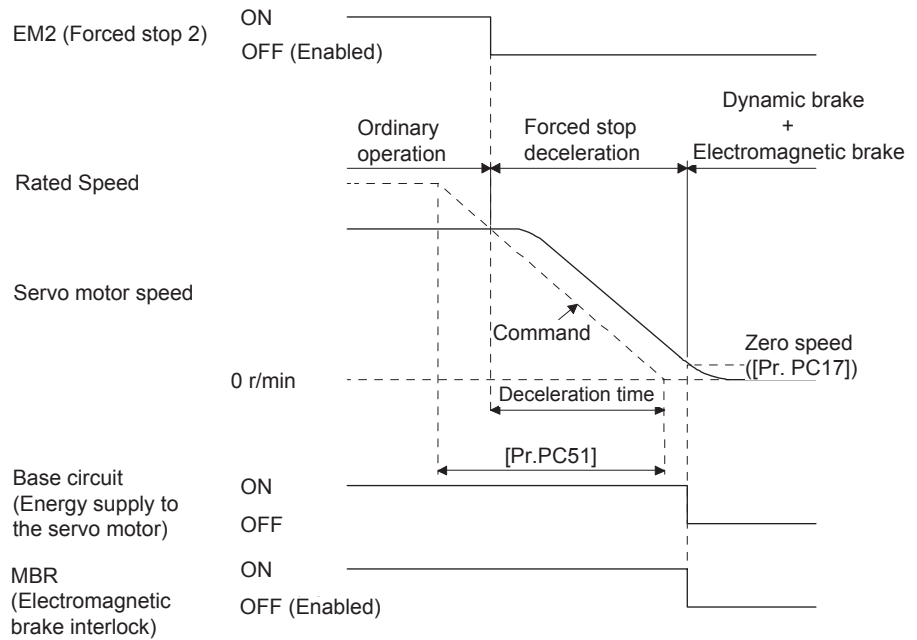 EM2 (Forced stop 2)
ON
OFF (Enabled)
Ordinary
operation
Forced stop
deceleration
Dynamic brake
+
Electromagnetic brake
Rated Speed
Servo motor speed
Command
Zero speed
([Pr. PC17])
0 r/min
Deceleration time
[Pr.PC51]
Base circuit
(Energy supply to
the servo motor)
ON
OFF
MBR
(Electromagnetic
brake interlock)
ON
OFF (Enabled)